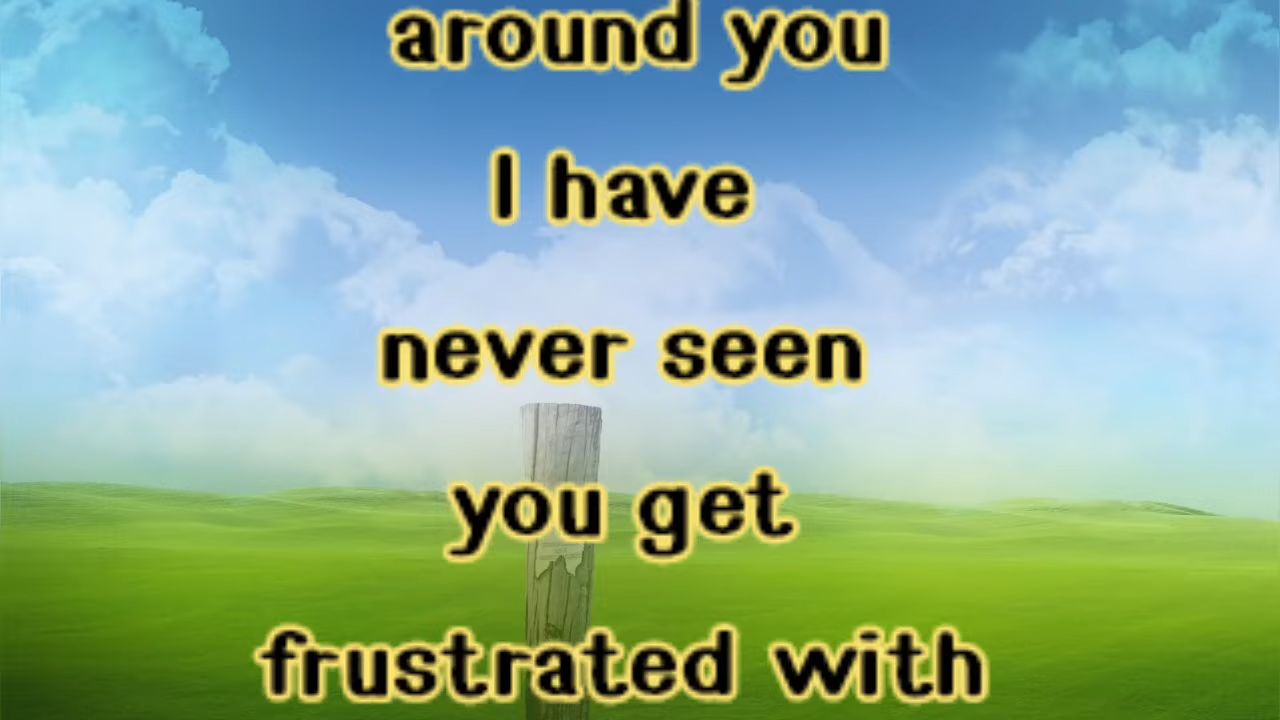 around you
I have
never seen
you get
frustrated with